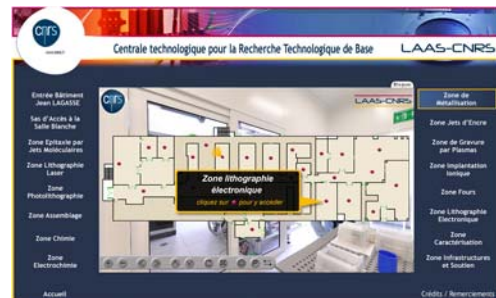 cnrs
Centrale technologique pour la Recherche Technologique de Base
LAAS-CNRS
Entrée Bâtiment
Jean LAGASSE
Sas d'Accès à la
Salle Blanche
Zone Epitaxie par
Jets Moléculaires
Zone Lithographie
Laser
Zone
Photolithographie
Zone Assemblage
Zone Chimie
Zone
Electrochimie
Accueil
cnrs
LAAS-CNRS
Zone lithographie
électronique
cliquez sur pour y accéder
Zone de
Métallisation
Zone Jets d'Encre
Zone de Gravure
par Plasmas
Zone Implantation
Ionique
Zone Fours
Zone Lithographie
Electronique
Zone
Caractérisation
Zone Infrastructures
et Soutien
Crédits / Remerciements